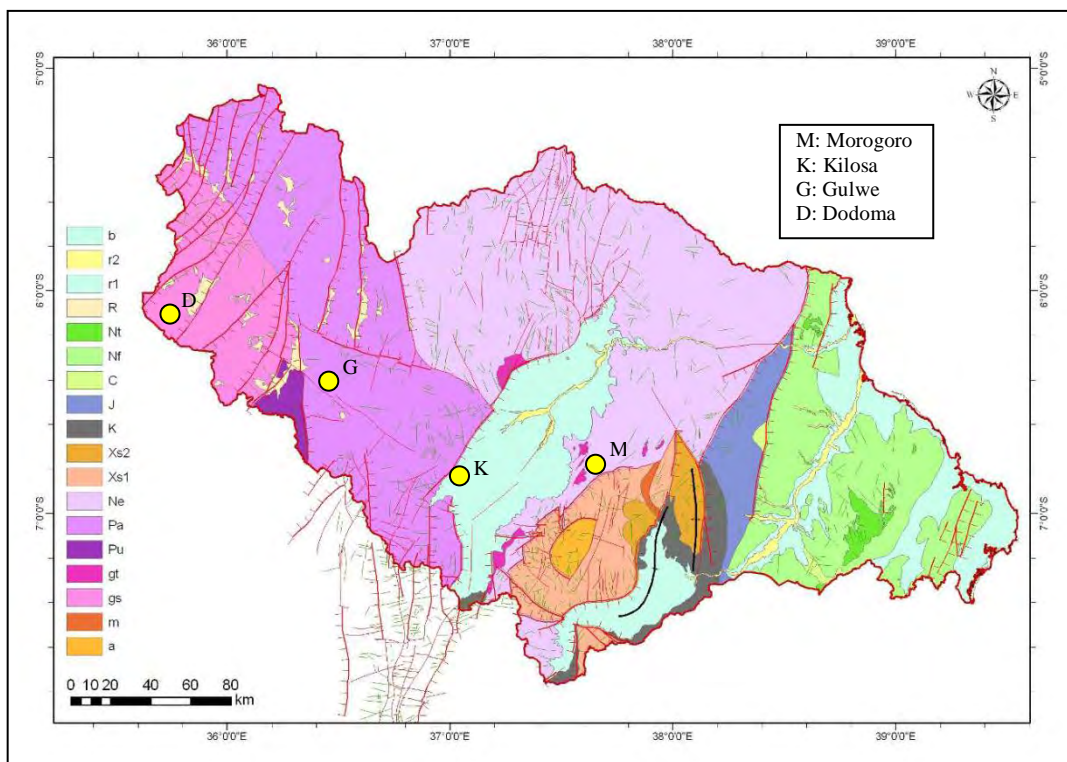 36°0'0"E 37°0'0"E 38°0'0"E 39°0'0"E
5°0'0"S 5°0'0"S
N
W E
S
M: Morogoro
K: Kilosa
G: Gulwe
D: Dodoma
b
r2
r1
R
Nt
Nf
C
J
K
Xs2
Xs1
Ne
Pa
Pu
gt
gs
m
a
6°0'0"S 6°0'0"S
D
G
K
M
7°0'0"S 7°0'0"S
0 10 20 40 60 80
km
36°0'0"E 37°0'0"E 38°0'0"E 39°0'0"E